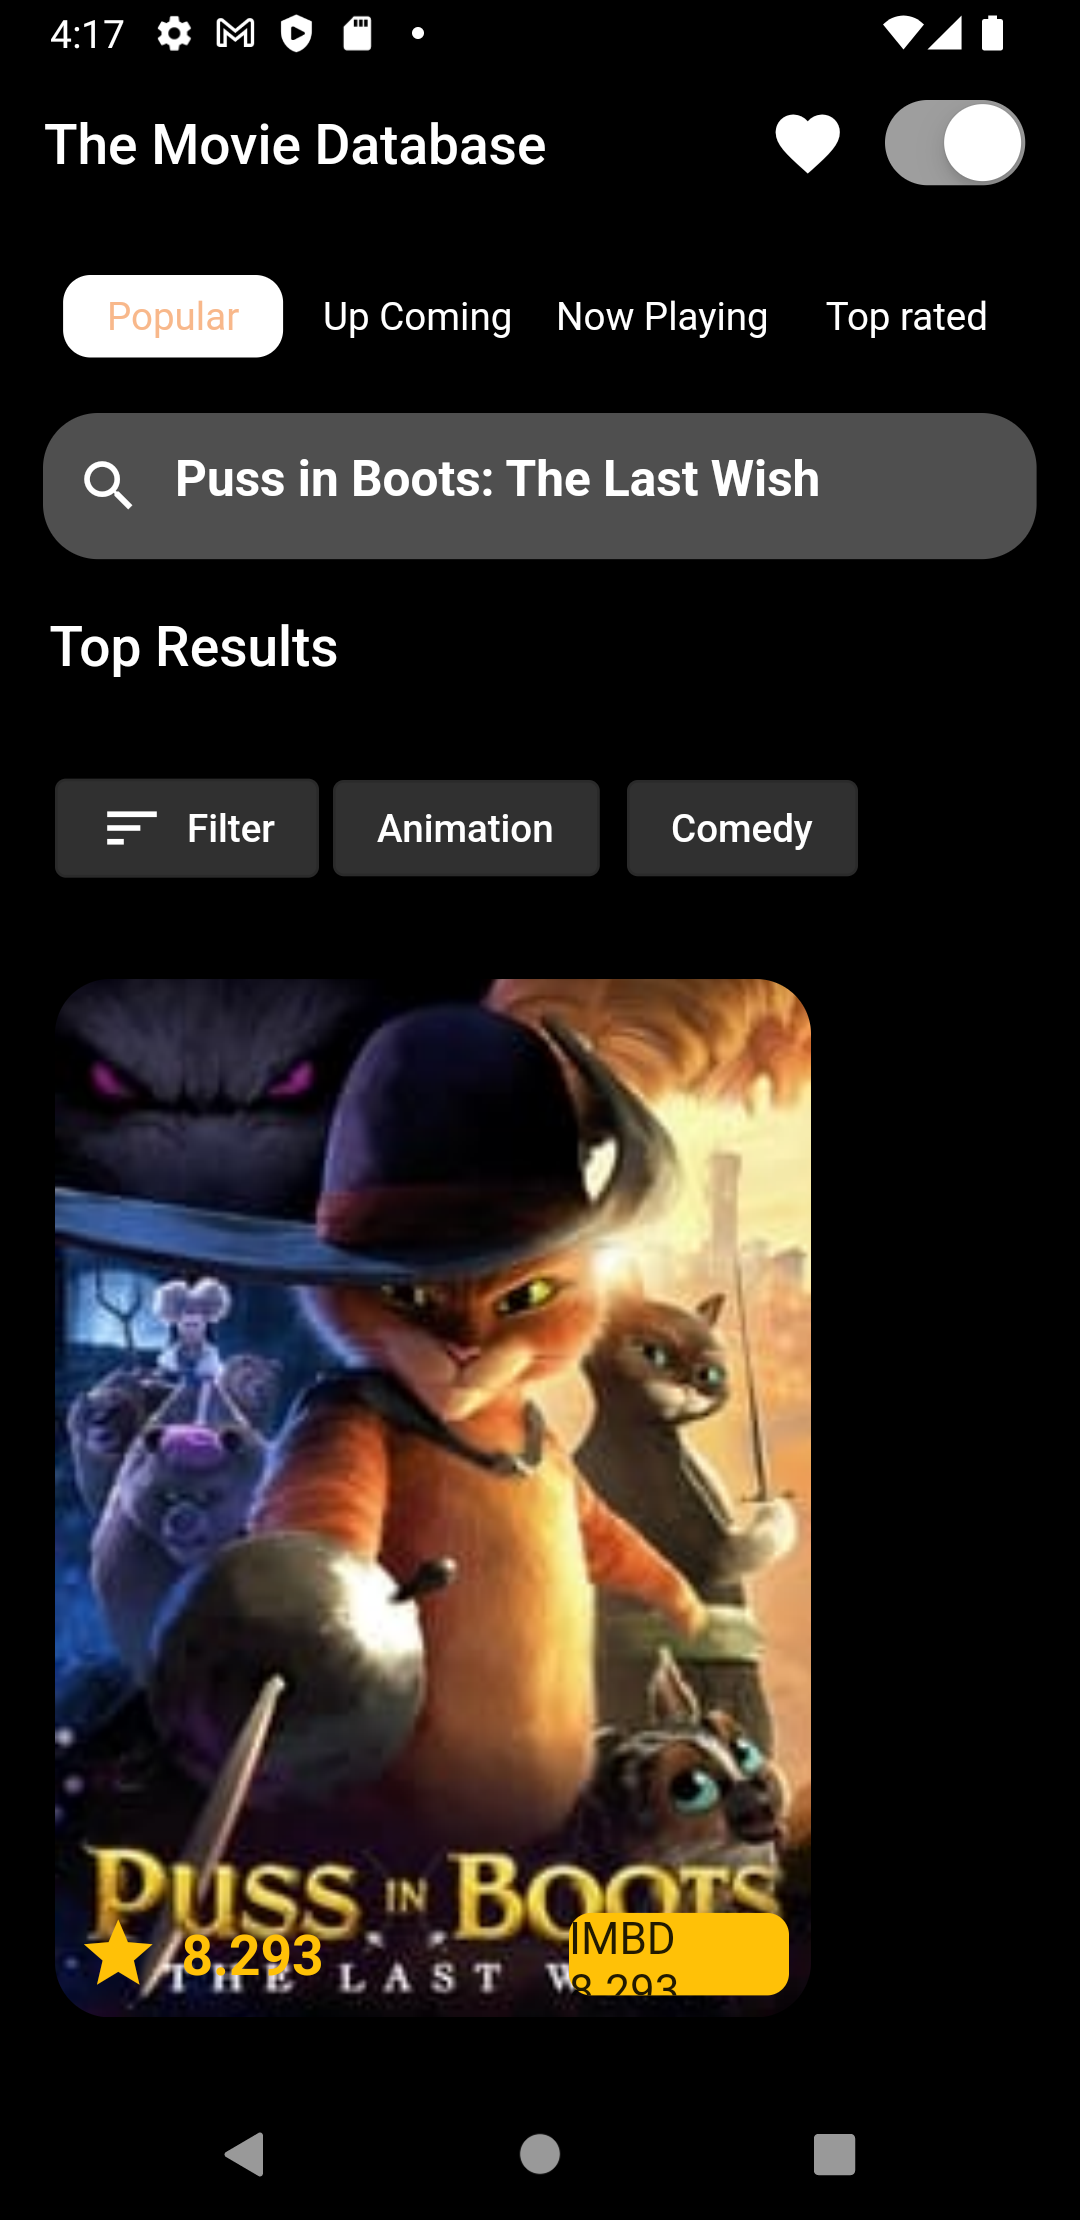 4:17
The Movie Database
Popular
Up Coming
Now Playing
Top rated
Puss in Boots: The Last Wish
Top Results
Filter
Animation
Comedy
PUSS IN BOOTS
THE LAST W
8.293
IMBD
8.293